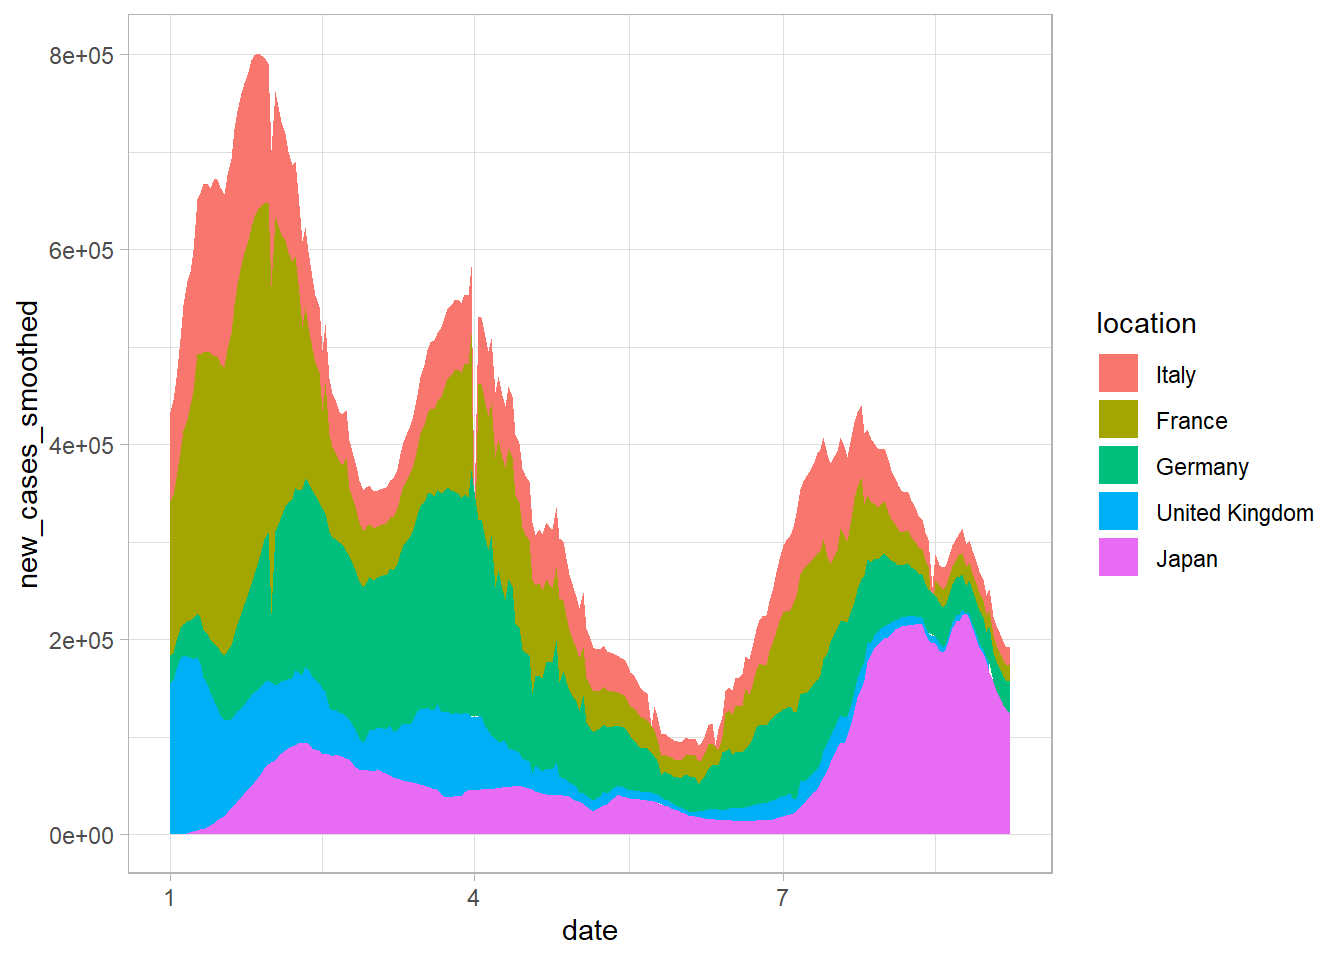 8e+05
6e+05
4e+05
2e+05
0e+00
new_cases_smoothed
1 4 7
date
location
Italy
France
Germany
United Kingdom
Japan